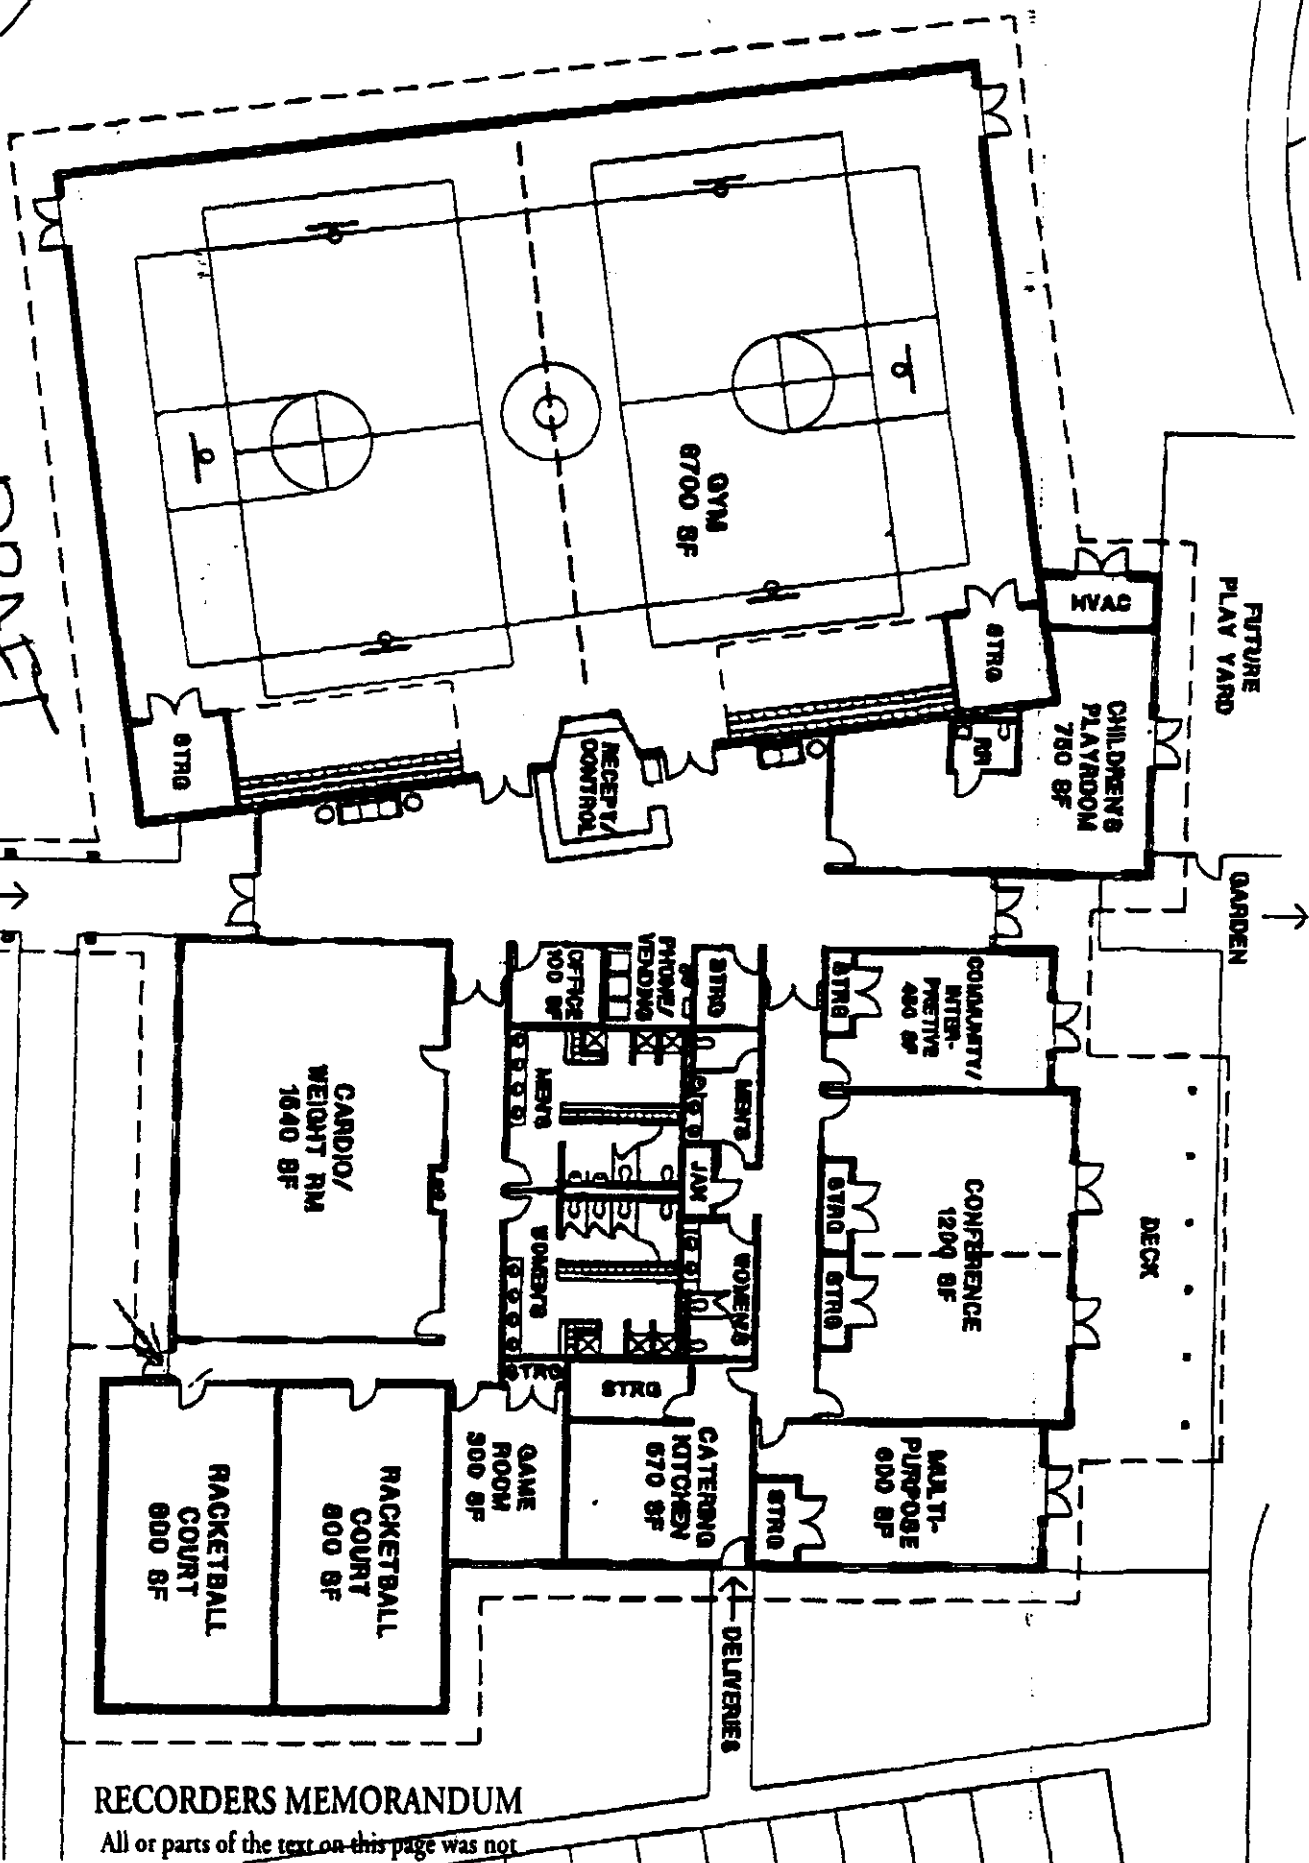 GYM
6700 SF
HVAC
FUTURE
PLAY YARD
STRG
CHILDREN'S
PLAYROOM
750 SF
RR
STRG
RECEPT/
CONTROL
GARDEN
OFFICE
100 SF
PHONE/
VENDING
STRG
STRG
COMMUNITY/
INTER-
PRETIVE
480 SF
MEN'S
MEN'S
CARDIO/
WEIGHT RM
1640 SF
JAN
STRG
CONFERENCE
1200 SF
DECK
WOMEN'S
WOMEN'S
STRG
STRG
STRG
GAME
ROOM
300 SF
CATERING
KITCHEN
670 SF
MULTI-
PURPOSE
600 SF
STRG
RACKETBALL
COURT
800 SF
RACKETBALL
COURT
800 SF
DELIVERIES
RECORDERS MEMORANDUM
All or parts of the text on this page was not